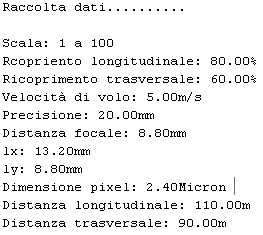 Raccolta dati..........
Scala: 1 a 100
Rcopriento longitudinale: 80.00%
Ricoprimento trasversale: 60.00%
Velocità di volo: 5.00m/s
Precisione: 20.00mm
Distanza focale: 8.80mm
lx: 13.20mm
ly: 8.80mm
Dimensione pixel: 2.40Micron
Distanza longitudinale: 110.00m
Distanza trasversale: 90.00m